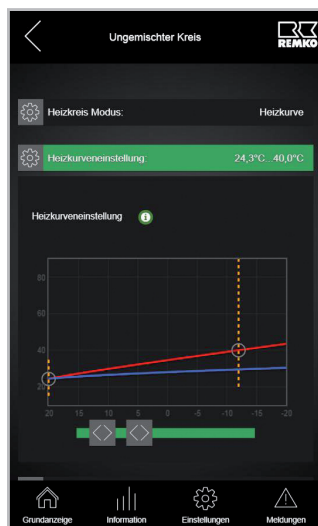 Ungemischter Kreis
REMKO
Heizkreis Modus: Heizkurve
Heizkurveneinstellung: 24,3°C...40,0°C
Heizkurveneinstellung
80
60
40
20
20 15 10 5 0 -5 -10 -15 -20
Grundanzeige Information Einstellungen Meldungen